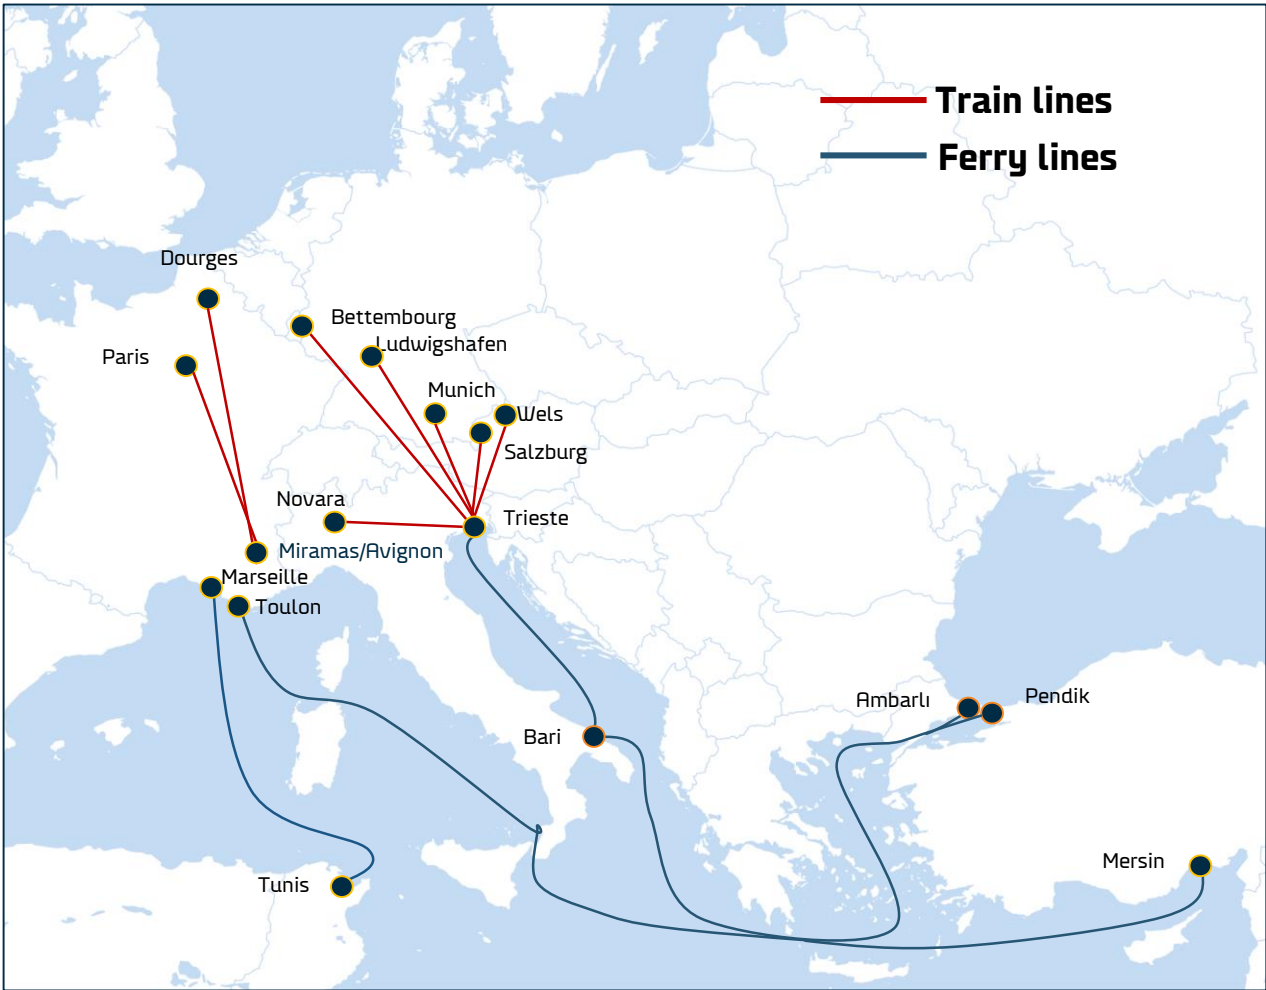 Train lines
Ferry lines
Dourges
Bettembourg
Ludwigshafen
Paris
Munich
Wels
Salzburg
Novara
Trieste
Miramas/Avignon
Marseille
Toulon
Ambarlı
Pendik
Bari
Mersin
Tunis